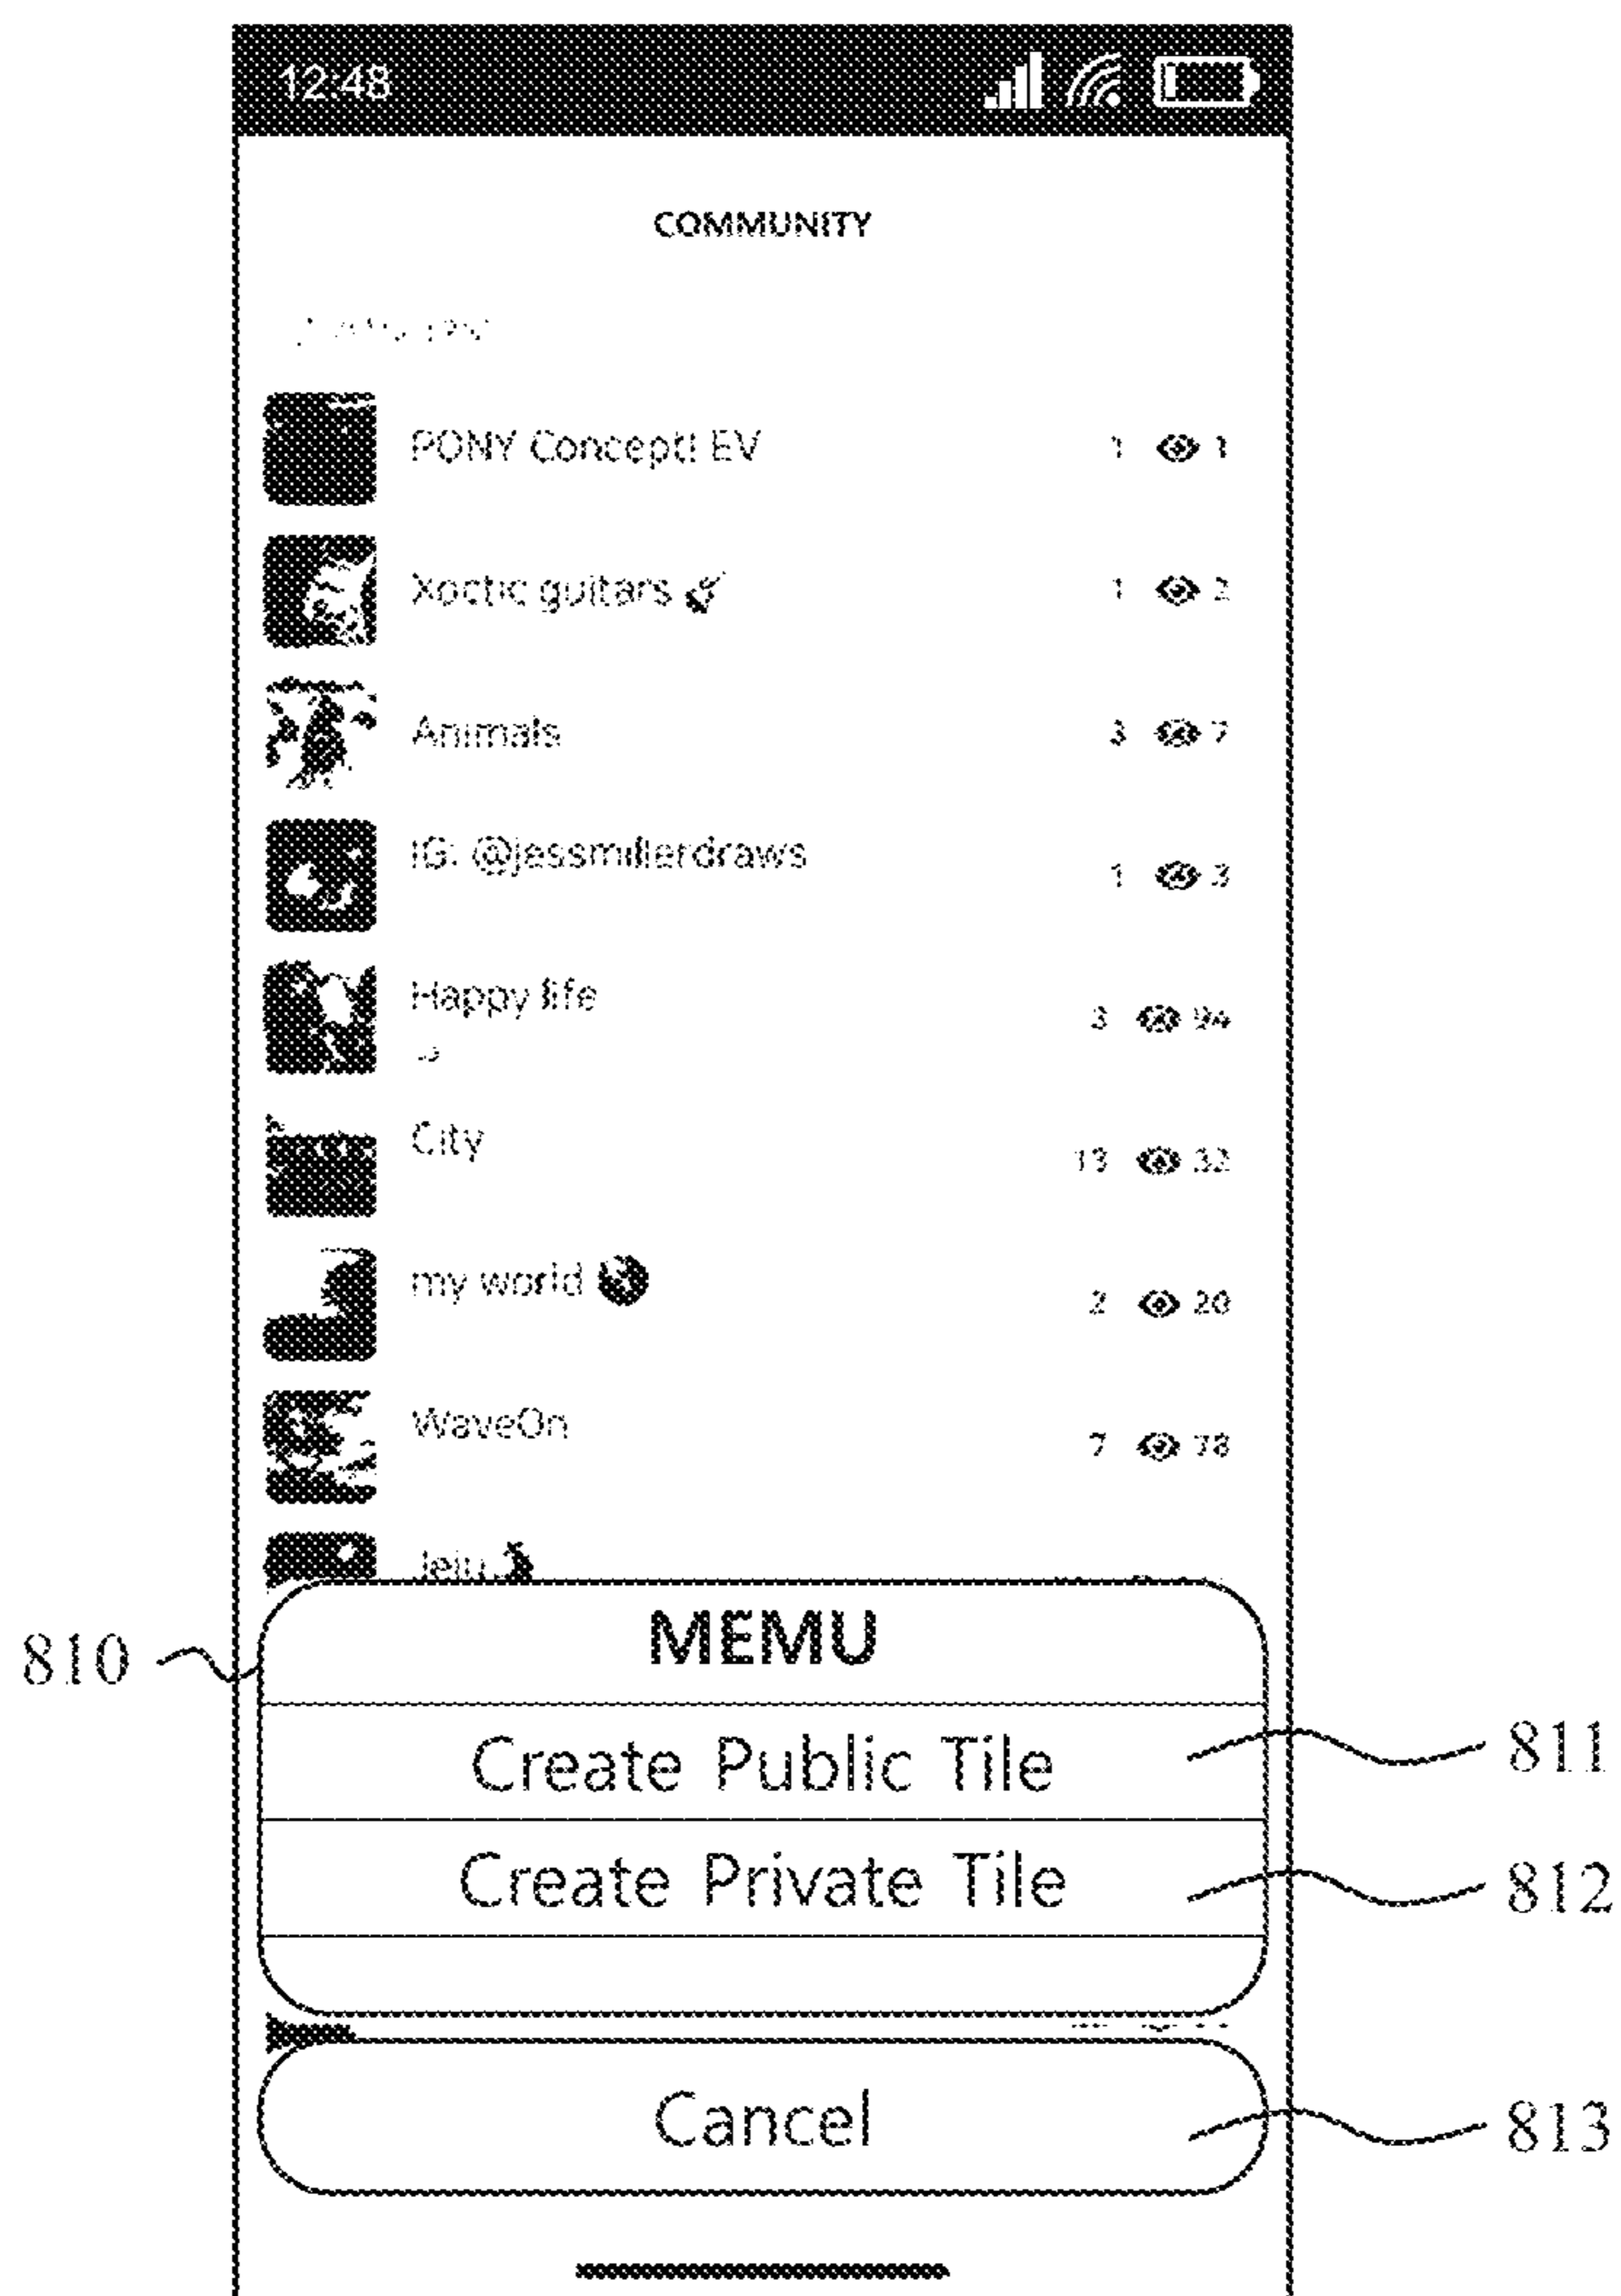 12:48
COMMUNITY
PONY Concept! EV 1 1
Xoctic guitars 1 2
Animals 3 7
IG: @jessmillerdraws 1 3
Happy life 3 94
City 13 32
my world 2 20
WaveOn 7 78
Jeju
MEMU
810
Create Public Tile 811
Create Private Tile 812
Cancel 813